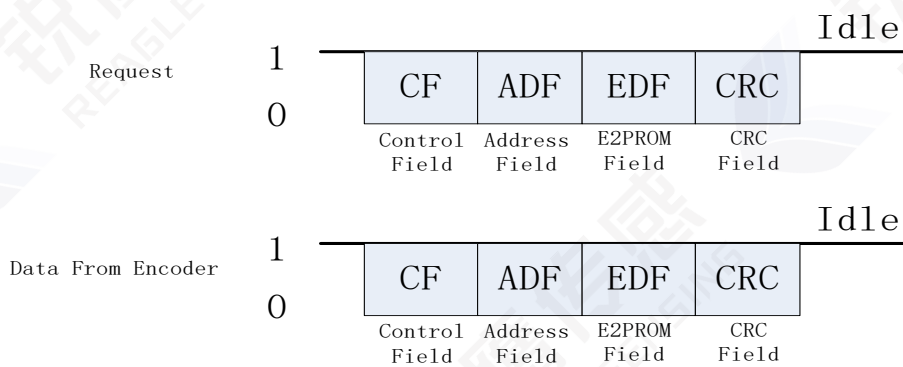 Idle
Request
1
0
CF ADF EDF CRC
Control Address E2PROM CRC
Field Field Field Field
Idle
Data From Encoder
1
0
CF ADF EDF CRC
Control Address E2PROM CRC
Field Field Field Field